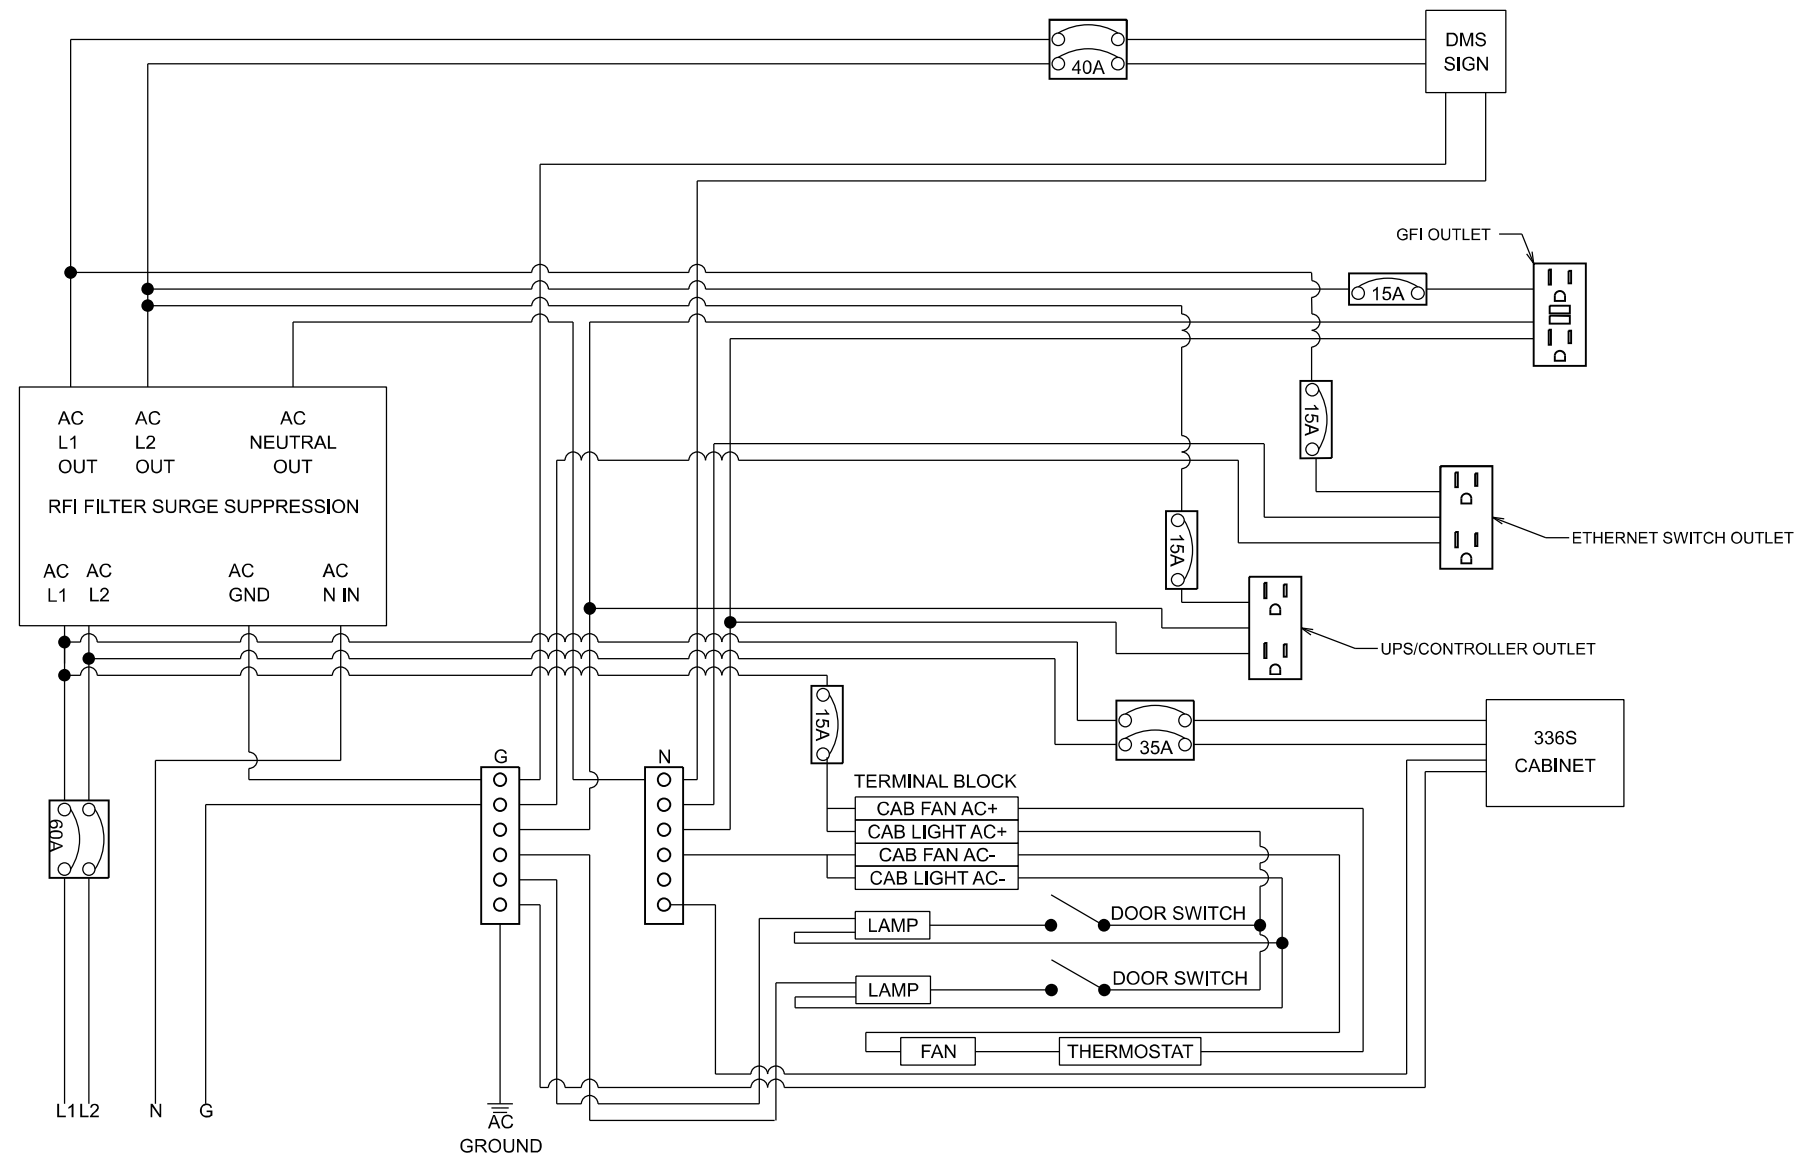 DMS
SIGN
40A
GFI OUTLET
15A
AC
L1
OUT
AC
L2
OUT
AC
NEUTRAL
OUT
RFI FILTER SURGE SUPPRESSION
AC
L1
AC
L2
AC
GND
AC
N IN
15A
ETHERNET SWITCH OUTLET
15A
UPS/CONTROLLER OUTLET
15A
35A
336S
CABINET
G
N
60A
TERMINAL BLOCK
CAB FAN AC+
CAB LIGHT AC+
CAB FAN AC-
CAB LIGHT AC-
LAMP
DOOR SWITCH
LAMP
DOOR SWITCH
FAN
THERMOSTAT
L1
L2
N
G
AC
GROUND